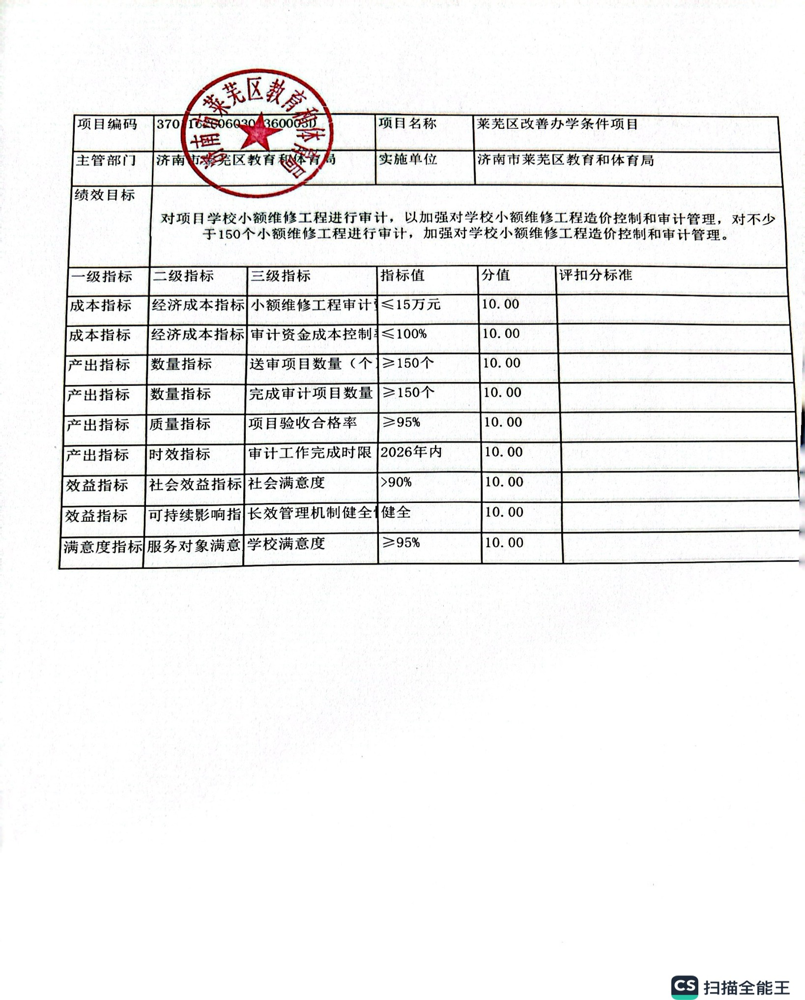 济南市莱芜区教育和体育局
项目编码 项目名称 莱芜区改善办学条件项目
主管部门 济南市莱芜区教育和体育局 实施单位 济南市莱芜区教育和体育局
绩效目标
对项目学校小额维修工程进行审计，以加强对学校小额维修工程造价控制和审计管理，对不少
于150个小额维修工程进行审计，加强对学校小额维修工程造价控制和审计管理。
一级指标 二级指标 三级指标 指标值 分值 评扣分标准
成本指标 经济成本指标 小额维修工程审计 ≤15万元 10.00
成本指标 经济成本指标 审计资金成本控制 ≤100% 10.00
产出指标 数量指标 送审项目数量（个 ≥150个 10.00
产出指标 数量指标 完成审计项目数量 ≥150个 10.00
产出指标 质量指标 项目验收合格率 ≥95% 10.00
产出指标 时效指标 审计工作完成时限 2026年内 10.00
效益指标 社会效益指标 社会满意度 >90% 10.00
效益指标 可持续影响指 长效管理机制健全 健全 10.00
满意度指标 服务对象满意 学校满意度 ≥95% 10.00
CS 扫描全能王